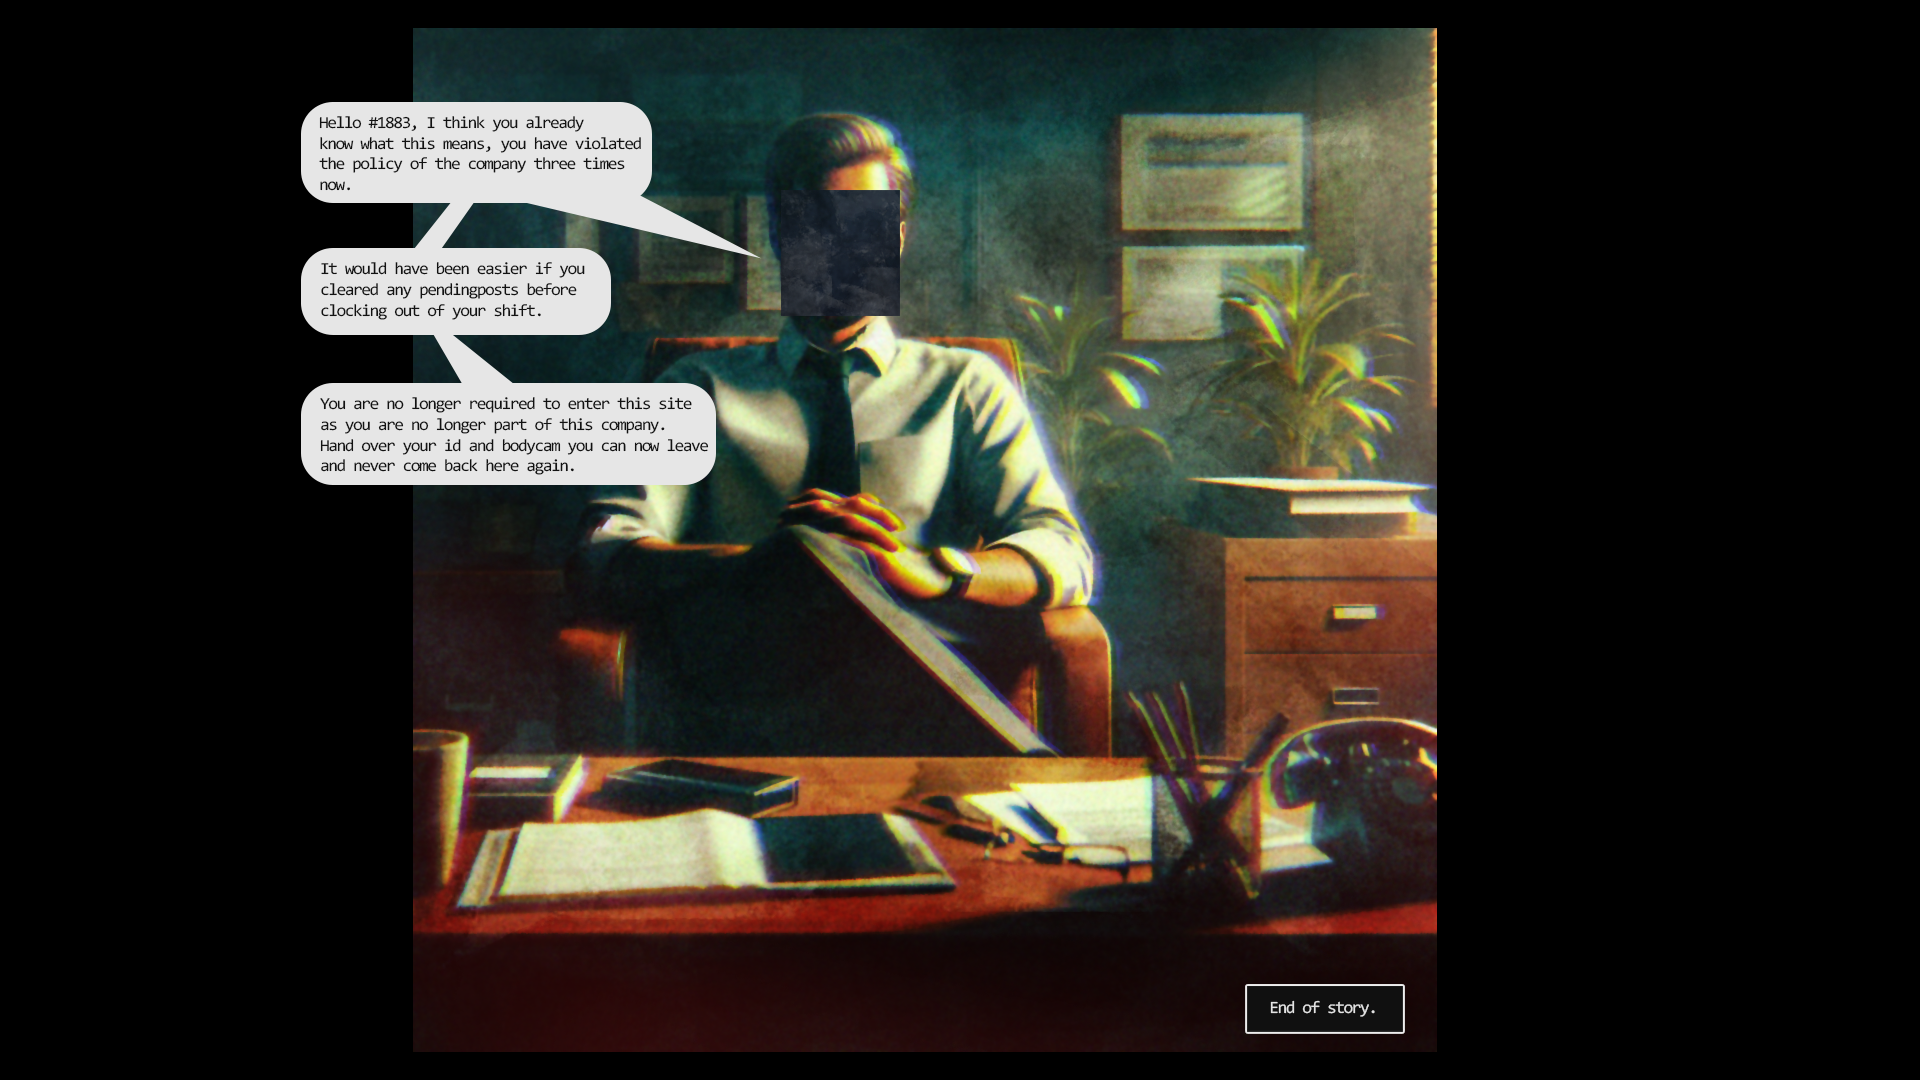 Hello #1883, I think you already
know what this means, you have violated
the policy of the company three times
now.
It would have been easier if you
cleared any pendingposts before
clocking out of your shift.
You are no longer required to enter this site
as you are no longer part of this company.
Hand over your id and bodycam you can now leave
and never come back here again.
End of story.